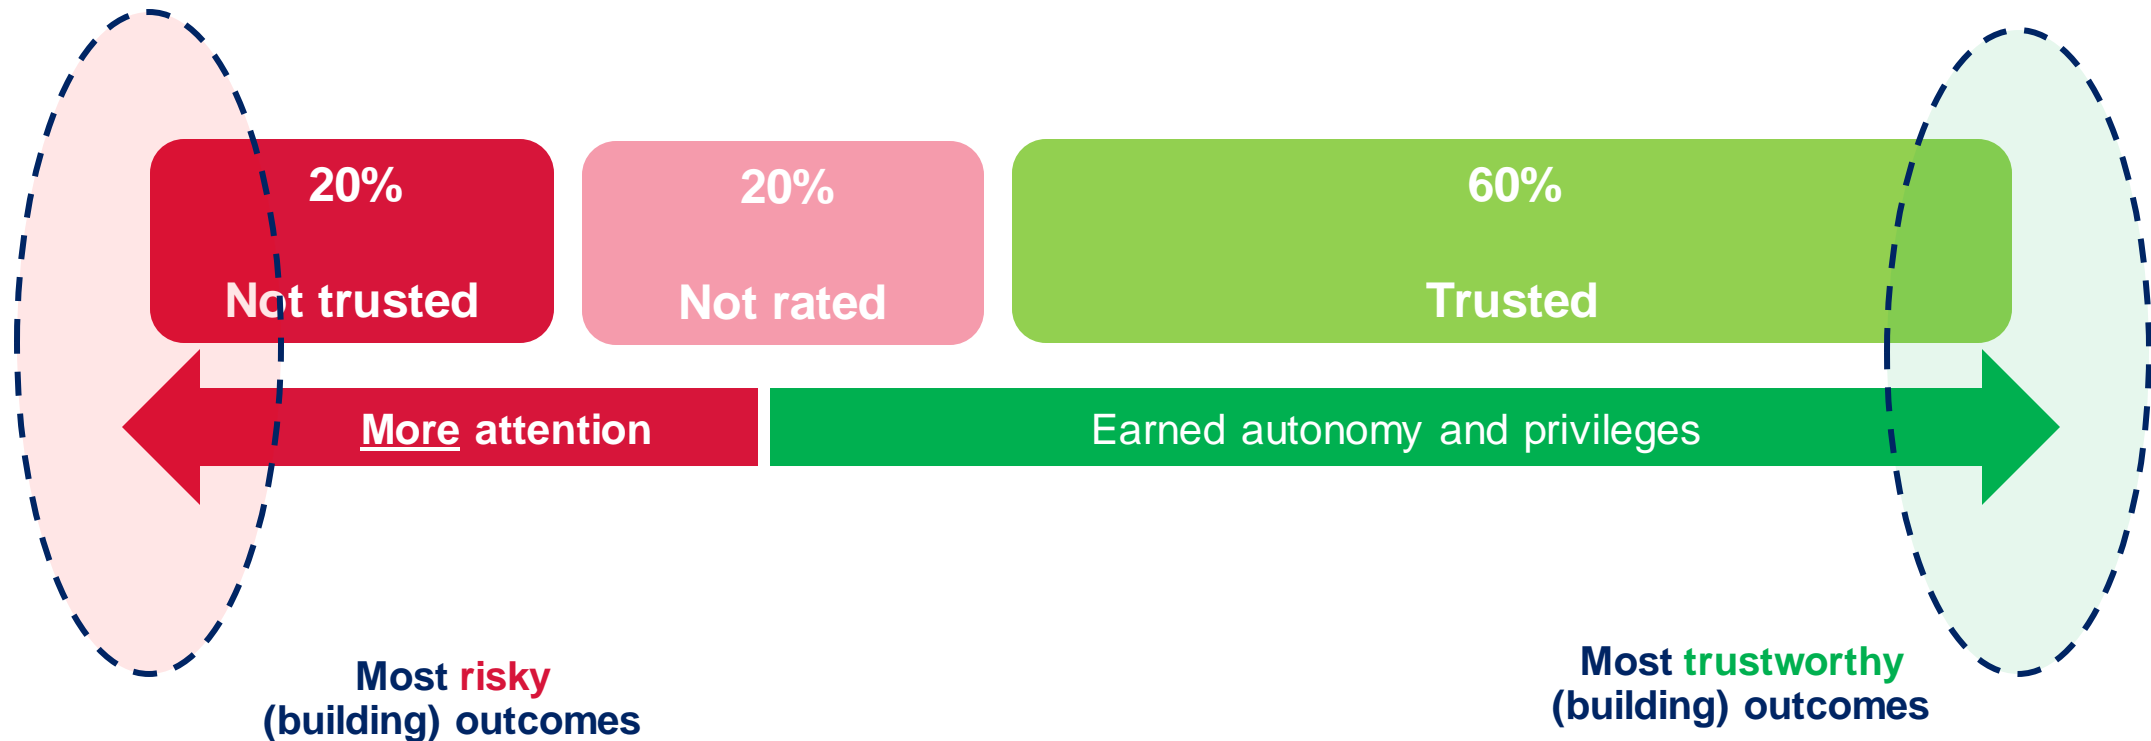 20%
Not trusted
20%
Not rated
60%
Trusted
More attention
Earned autonomy and privileges
Most risky
(building) outcomes
Most trustworthy
(building) outcomes